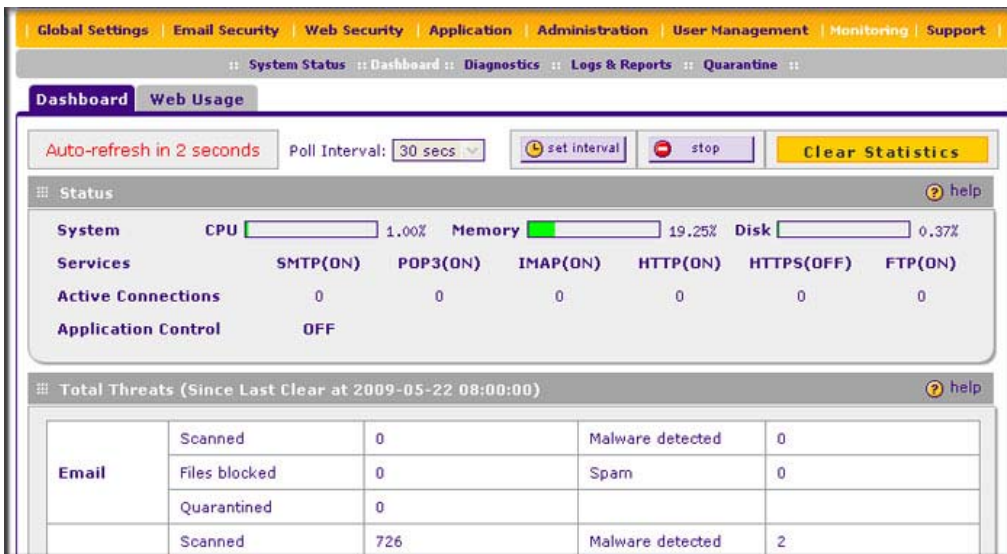 Global Settings | Email Security | Web Security | Application | Administration | User Management | Monitoring | Support
:: System Status :: Dashboard :: Diagnostics :: Logs & Reports :: Quarantine ::
Dashboard Web Usage
Auto-refresh in 2 seconds Poll Interval: 30 secs set interval stop Clear Statistics
Status help
System CPU 1.00% Memory 19.25% Disk 0.37%
Services SMTP(ON) POP3(ON) IMAP(ON) HTTP(ON) HTTPS(OFF) FTP(ON)
Active Connections 0 0 0 0 0 0
Application Control OFF
Total Threats (Since Last Clear at 2009-05-22 08:00:00) help
Scanned 0 Malware detected 0
Email Files blocked 0 Spam 0
Quarantined 0
Scanned 726 Malware detected 2